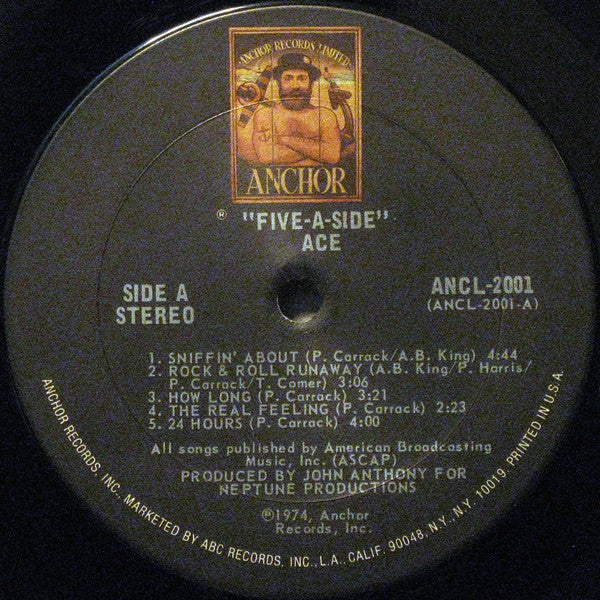 ANCHOR RECORDS LIMITED
ANCHOR
® "FIVE-A-SIDE"
ACE
SIDE A
STEREO
ANCL-2001
(ANCL-2001-A)
1. SNIFFIN' ABOUT (P. Carrack/A.B. King) 4:44
2. ROCK & ROLL RUNAWAY (A.B. King/P. Harris/
P. Carrack/T. Comer) 3:06
3. HOW LONG (P. Carrack) 3:21
4. THE REAL FEELING (P. Carrack) 2:23
5. 24 HOURS (P. Carrack) 4:00
All songs published by American Broadcasting
Music, Inc. (ASCAP)
PRODUCED BY JOHN ANTHONY FOR
NEPTUNE PRODUCTIONS
℗1974, Anchor
Records, Inc.
ANCHOR RECORDS, INC. MARKETED BY ABC RECORDS, INC., L.A., CALIF. 90048, N.Y., N.Y. 10019. PRINTED IN U.S.A.